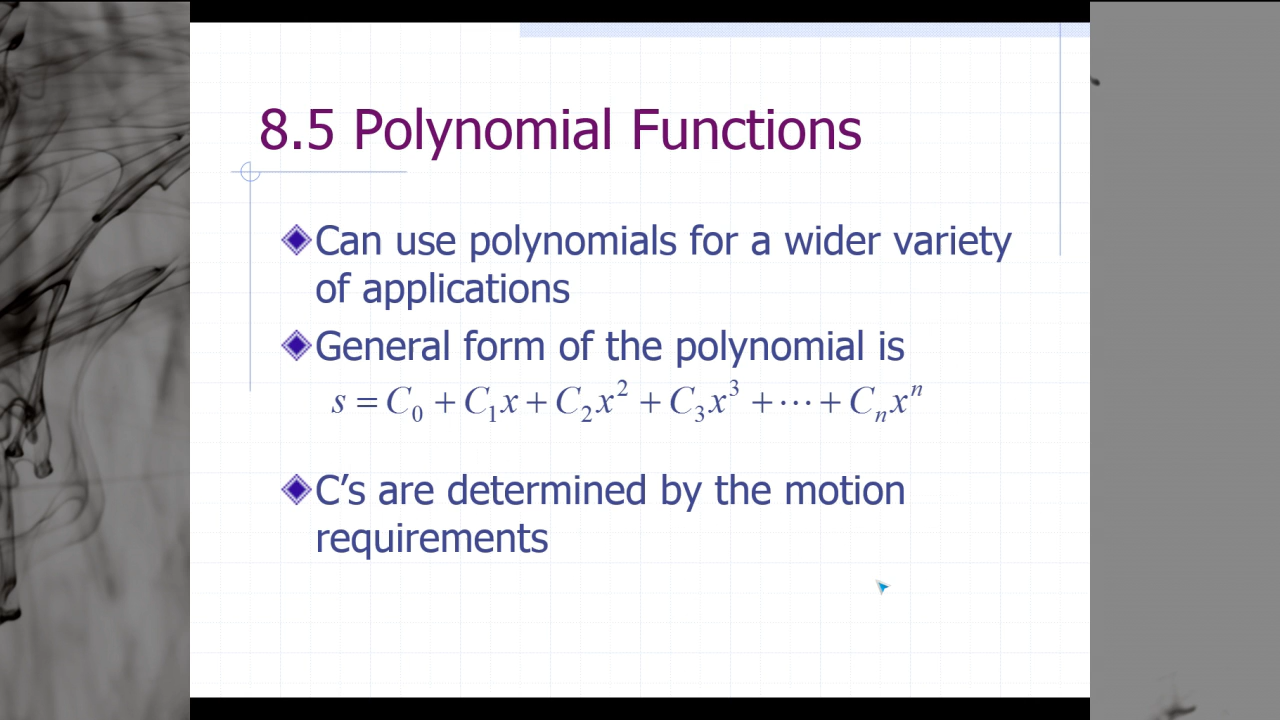 8.5 Polynomial Functions
Can use polynomials for a wider variety
of applications
General form of the polynomial is
s = C₀ + C₁x + C₂x² + C₃x³ + ⋯ + Cₙxⁿ
C’s are determined by the motion
requirements